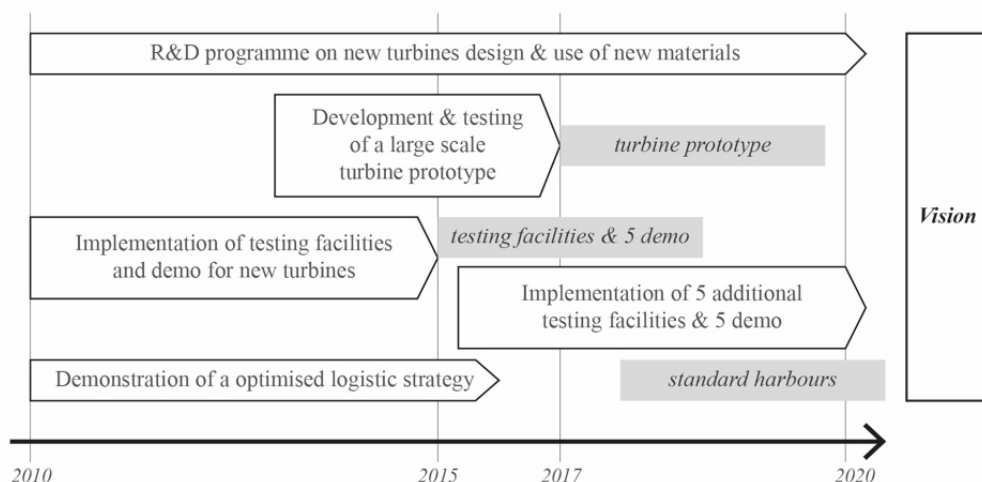 R&D programme on new turbines design & use of new materials
Development & testing
of a large scale
turbine prototype
turbine prototype
Vision
Implementation of testing facilities
and demo for new turbines
testing facilities & 5 demo
Implementation of 5 additional
testing facilities & 5 demo
Demonstration of a optimised logistic strategy
standard harbours
2010
2015
2017
2020